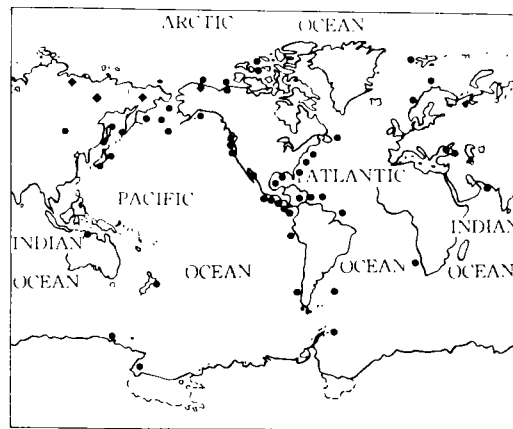 ARCTIC OCEAN
ATLANTIC
PACIFIC
INDIAN INDIAN
OCEAN OCEAN OCEAN OCEAN